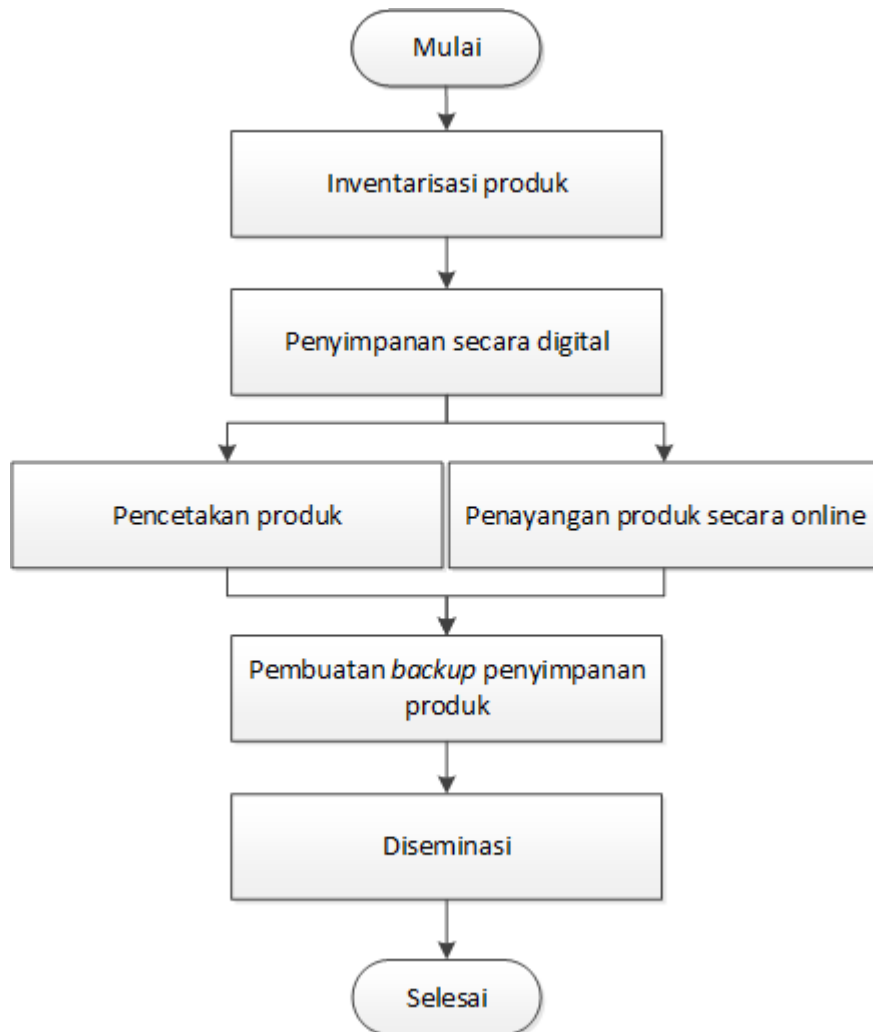 Mulai
Inventarisasi produk
Penyimpanan secara digital
Pencetakan produk
Penayangan produk secara online
Pembuatan backup penyimpanan
produk
Diseminasi
Selesai